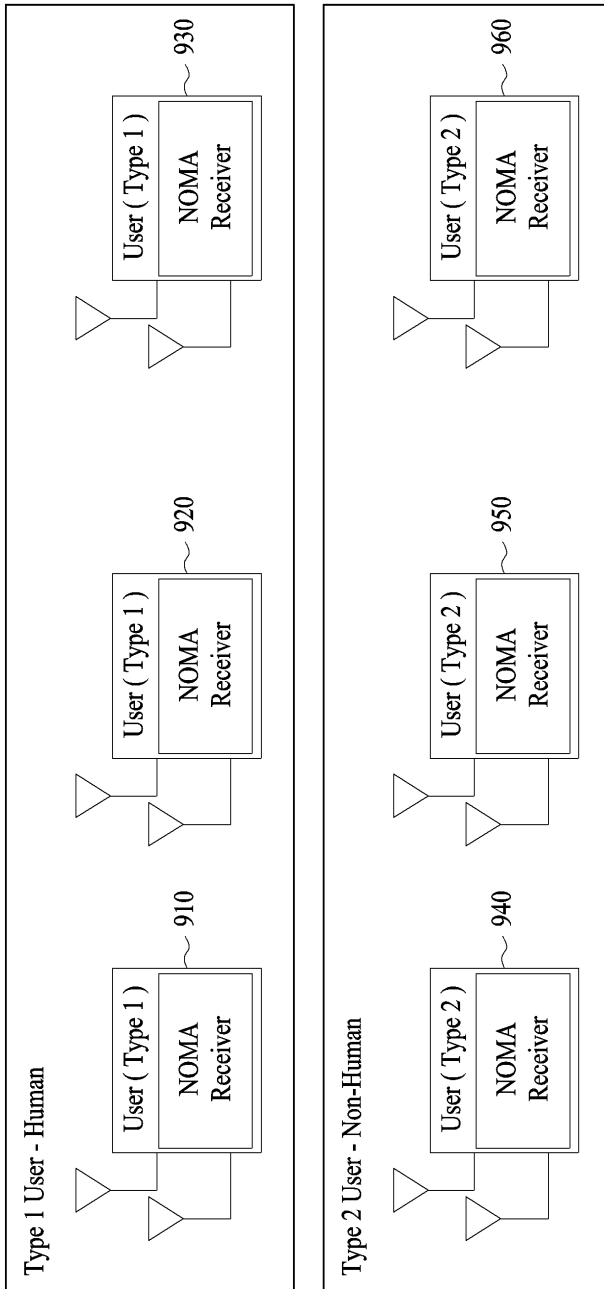 Type 1 User - Human
910
User ( Type 1 )
NOMA
Receiver
920
User ( Type 1 )
NOMA
Receiver
930
User ( Type 1 )
NOMA
Receiver
Type 2 User - Non-Human
940
User ( Type 2 )
NOMA
Receiver
950
User ( Type 2 )
NOMA
Receiver
960
User ( Type 2 )
NOMA
Receiver